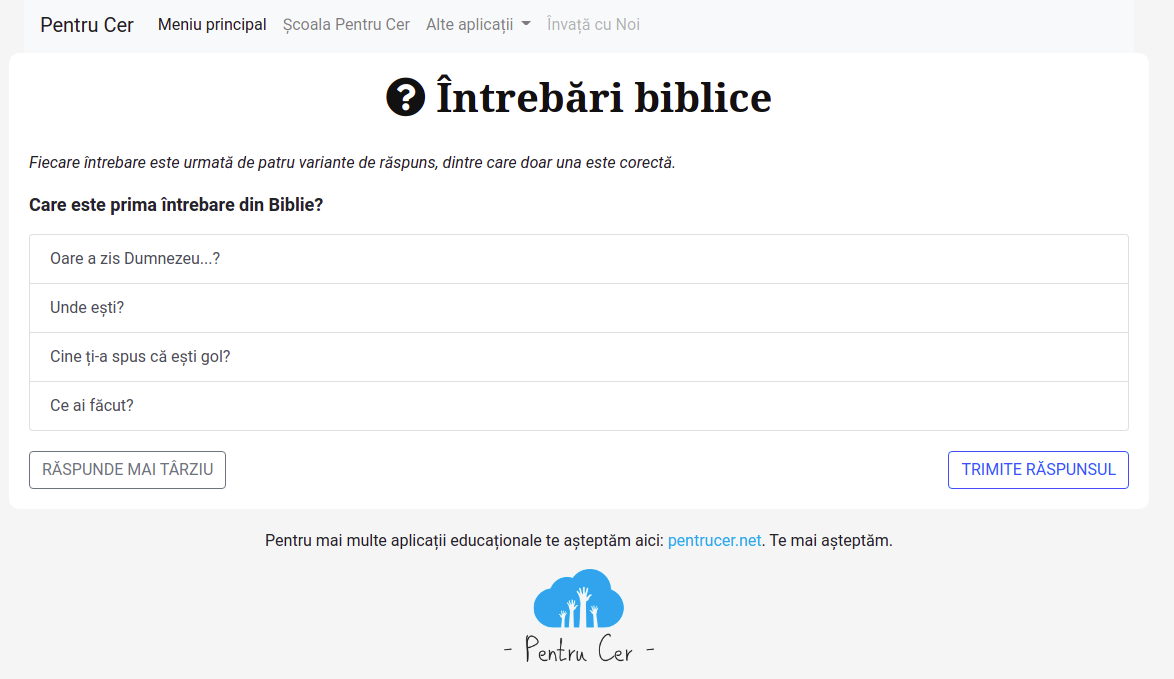 Pentru Cer Meniu principal Școala Pentru Cer Alte aplicații Învață cu Noi
Întrebări biblice
Fiecare întrebare este urmată de patru variante de răspuns, dintre care doar una este corectă.
Care este prima întrebare din Biblie?
Oare a zis Dumnezeu...?
Unde ești?
Cine ți-a spus că ești gol?
Ce ai făcut?
RĂSPUNDE MAI TÂRZIU TRIMITE RĂSPUNSUL
Pentru mai multe aplicații educaționale te așteptăm aici: pentrucer.net. Te mai așteptăm.
- Pentru Cer -